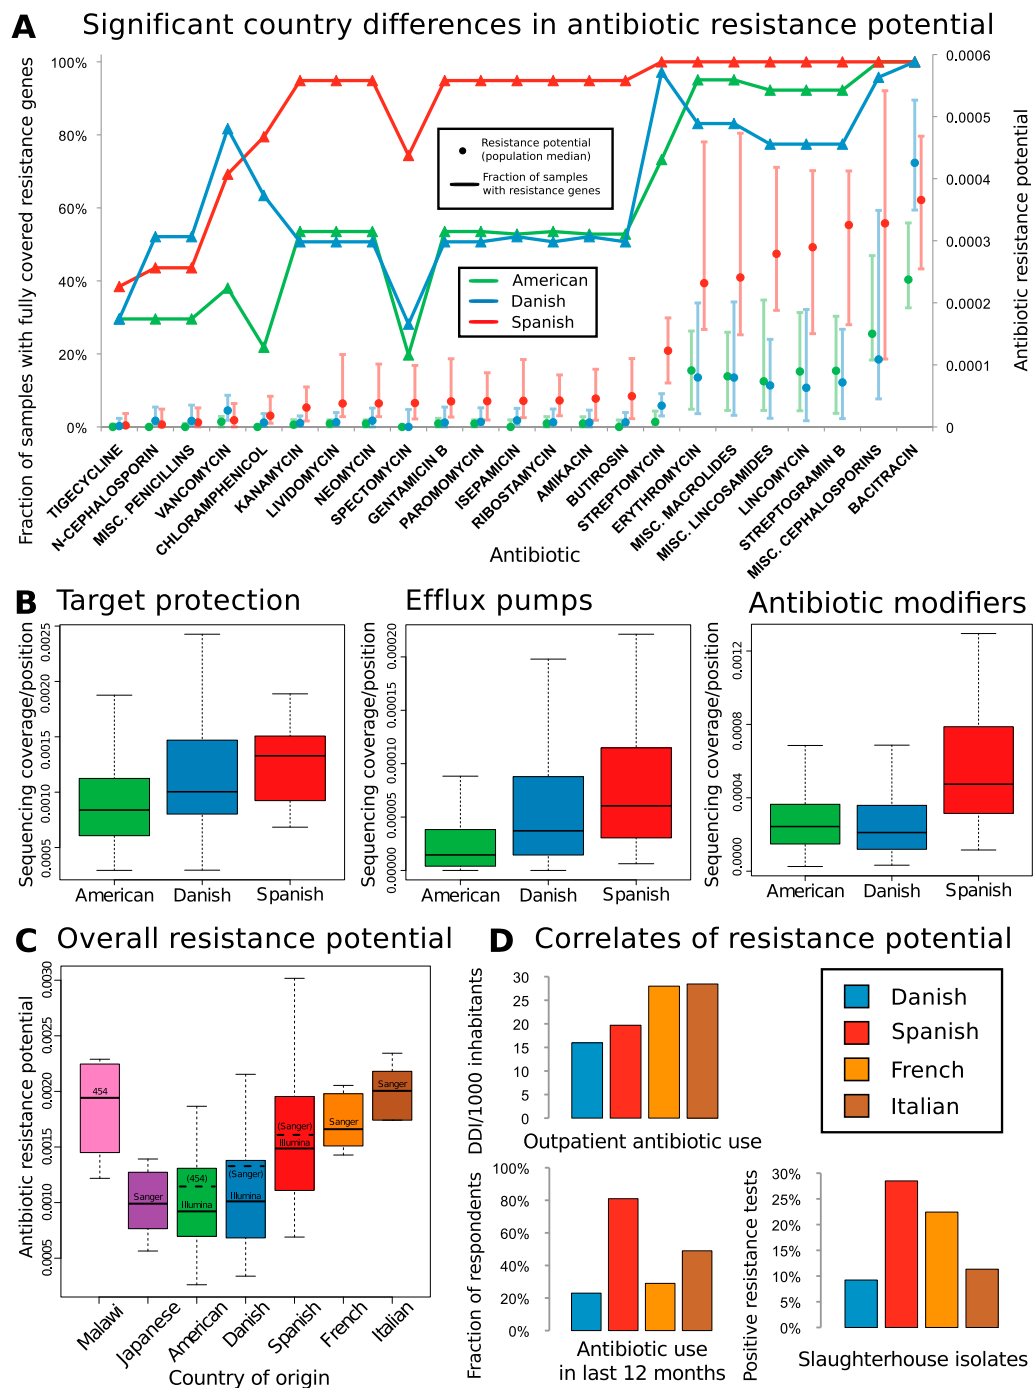 A Significant country differences in antibiotic resistance potential
Fraction of samples with fully covered resistance genes
100%
80%
60%
40%
20%
0%
Resistance potential
(population median)
Fraction of samples
with resistance genes
American
Danish
Spanish
0.0006
0.0005
0.0004
0.0003
0.0002
0.0001
0
Antibiotic resistance potential
TIGECYCLINE
N-CEPHALOSPORIN
MISC. PENICILLINS
VANCOMYCIN
CHLORAMPHENICOL
KANAMYCIN
LIVIDOMYCIN
NEOMYCIN
SPECTOMYCIN
GENTAMICIN B
PAROMOMYCIN
ISEPAMICIN
RIBOSTAMYCIN
AMIKACIN
BUTIROSIN
STREPTOMYCIN
ERYTHROMYCIN
MISC. MACROLIDES
MISC. LINCOSAMIDES
LINCOMYCIN
STREPTOGRAMIN B
MISC. CEPHALOSPORINS
BACITRACIN
Antibiotic
B Target protection
Sequencing coverage/position
0.0025
0.0015
0.0010
0.0005
American Danish Spanish
Efflux pumps
Sequencing coverage/position
0.00020
0.00015
0.00010
0.00005
0.00000
American Danish Spanish
Antibiotic modifiers
Sequencing coverage/position
0.0012
0.0008
0.0004
0.0000
American Danish Spanish
C Overall resistance potential
Antibiotic resistance potential
0.0030
0.0025
0.0020
0.0015
0.0010
0.0005
454
Sanger
(454)
Illumina
(Sanger)
Illumina
(Sanger)
Illumina
Sanger
Sanger
Malawi
Japanese
American
Danish
Spanish
French
Italian
Country of origin
D Correlates of resistance potential
DDI/1000 inhabitants
30
25
20
15
10
5
0
Outpatient antibiotic use
Danish
Spanish
French
Italian
Fraction of respondents
100%
80%
60%
40%
20%
0%
Antibiotic use
in last 12 months
Positive resistance tests
30%
25%
20%
15%
10%
5%
0%
Slaughterhouse isolates